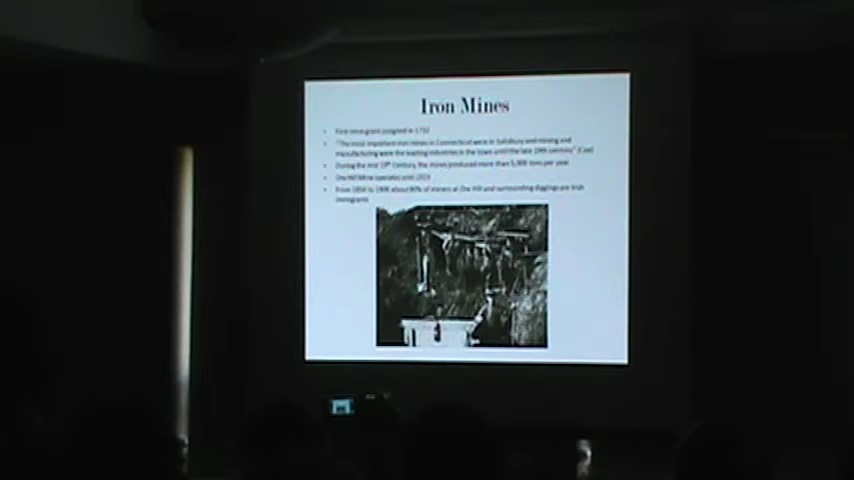 Iron Mines
First mine grant assigned in 1732
"The most important iron mines in Connecticut were in Salisbury and mining and
manufacturing were the leading industries in the town until the late 19th century"
During the mid 19th Century, the mines produced more than 5,000 tons per year
Ore Hill Mine operates until 1923
From 1850 to 1900 about 80% of miners at Ore Hill and surrounding diggings are Irish
immigrants